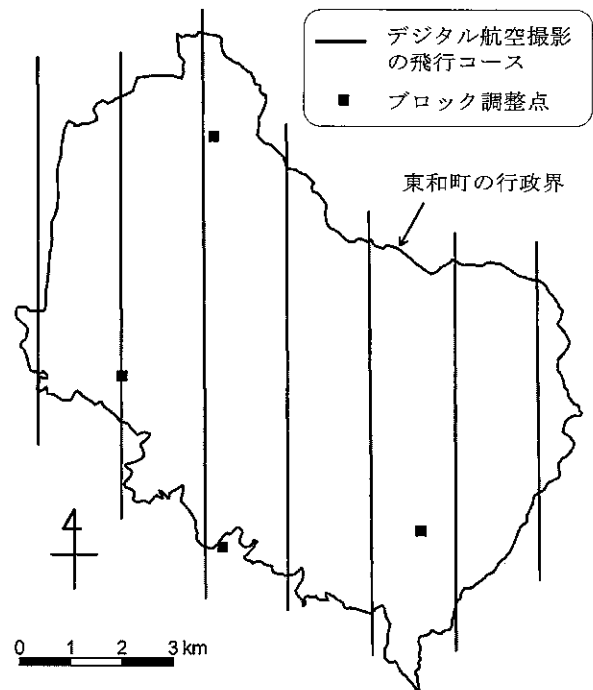 デジタル航空撮影
の飛行コース
ブロック調整点
東和町の行政界
0 1 2 3 km